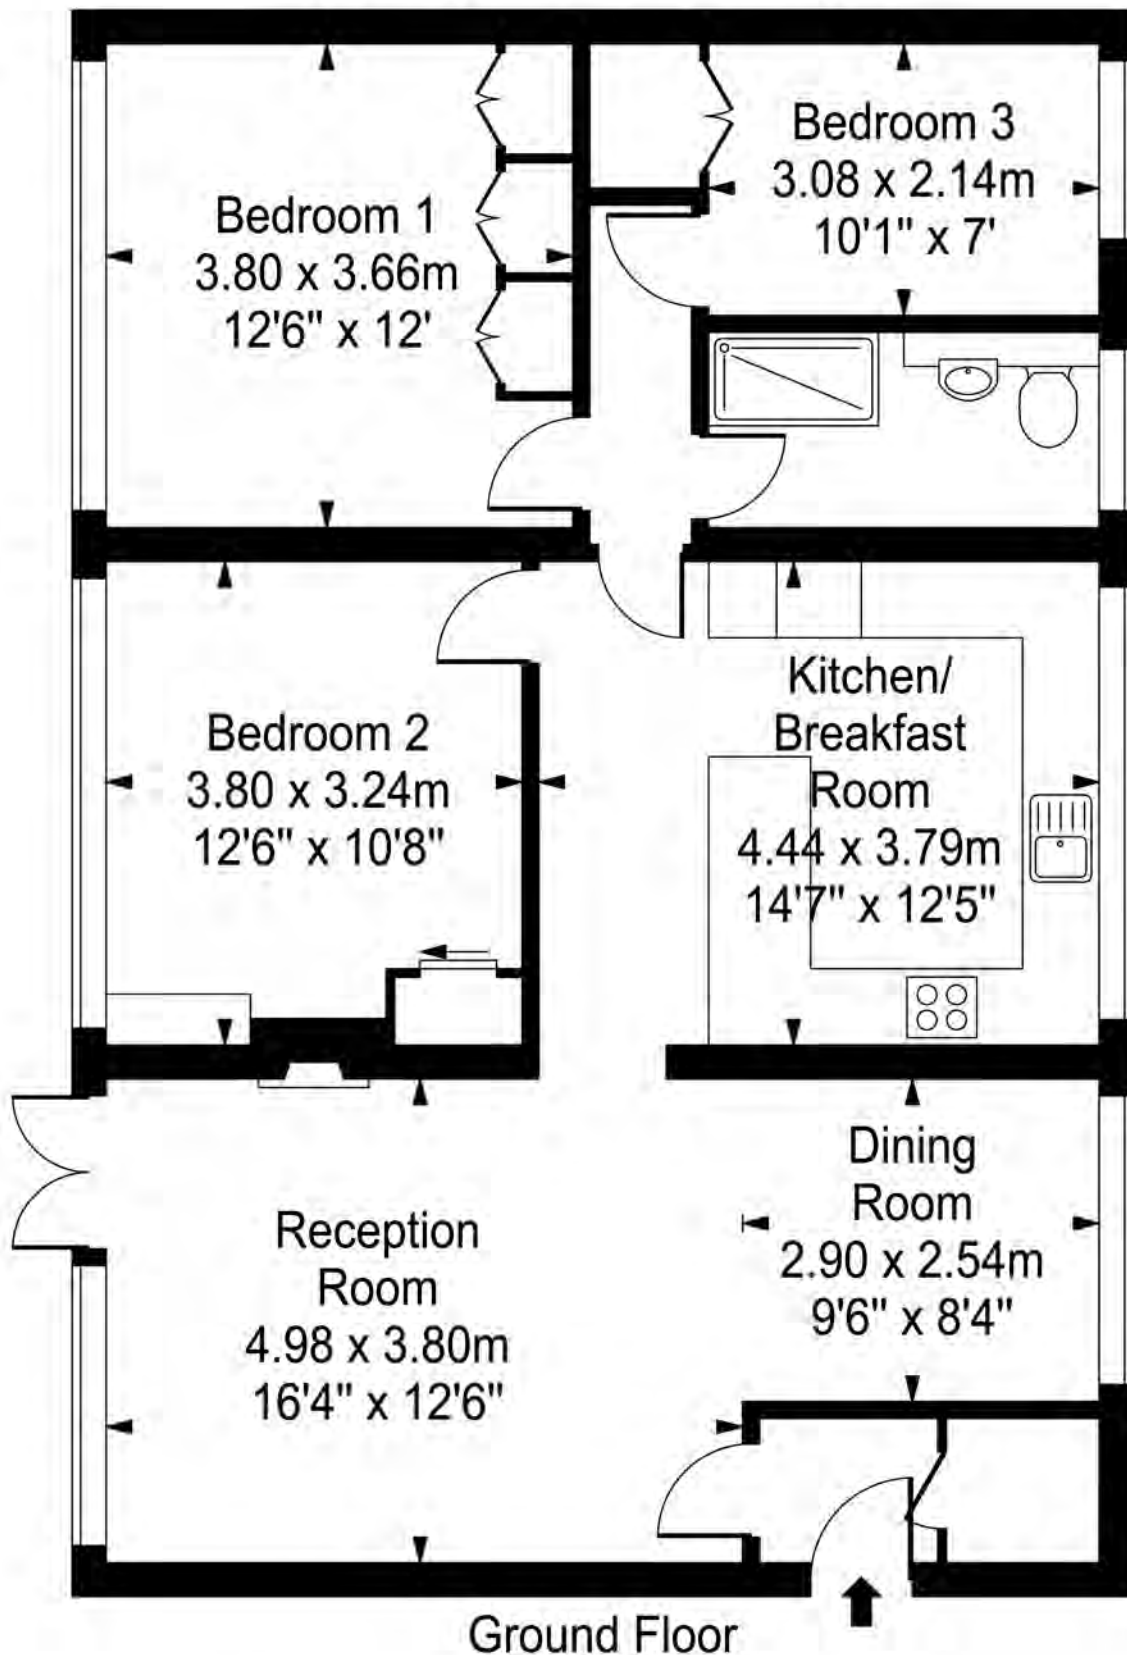 Bedroom 1
3.80 x 3.66m
12'6" x 12'
Bedroom 3
3.08 x 2.14m
10'1" x 7'
Bedroom 2
3.80 x 3.24m
12'6" x 10'8"
Kitchen/
Breakfast
Room
4.44 x 3.79m
14'7" x 12'5"
Reception
Room
4.98 x 3.80m
16'4" x 12'6"
Dining
Room
2.90 x 2.54m
9'6" x 8'4"
Ground Floor